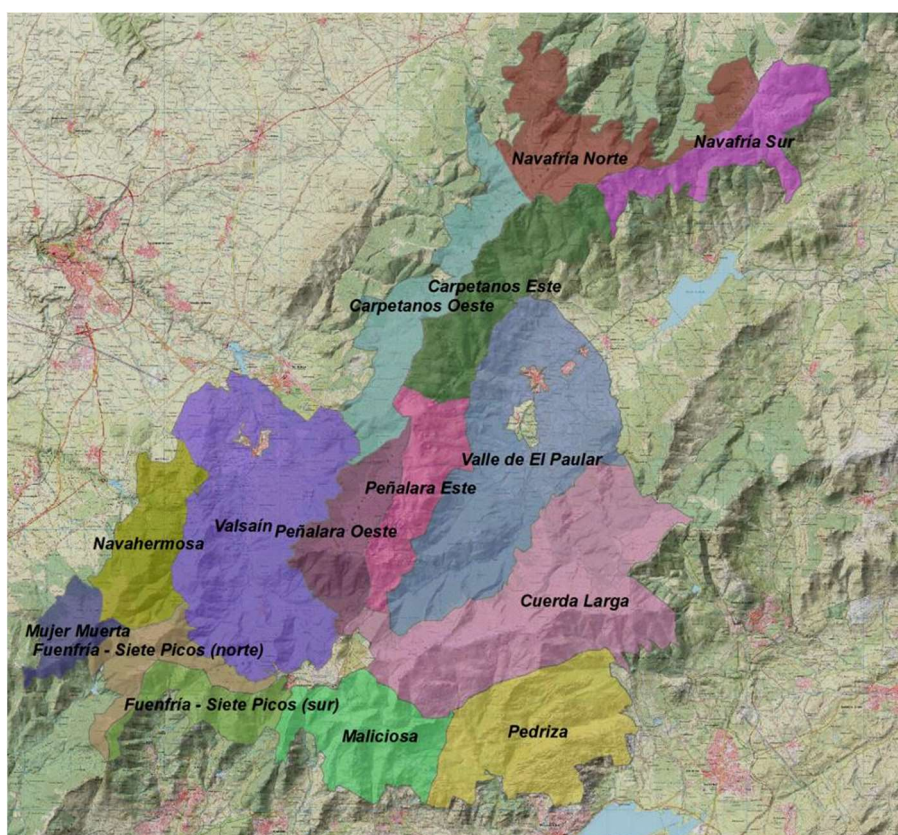 Navafría Sur
Navafría Norte
Carpetanos Este
Carpetanos Oeste
Valle de El Paular
Peñalara Este
Valsaín
Peñalara Oeste
Navahermosa
Cuerda Larga
Mujer Muerta
Fuenfría - Siete Picos (norte)
Fuenfría - Siete Picos (sur)
Pedriza
Maliciosa